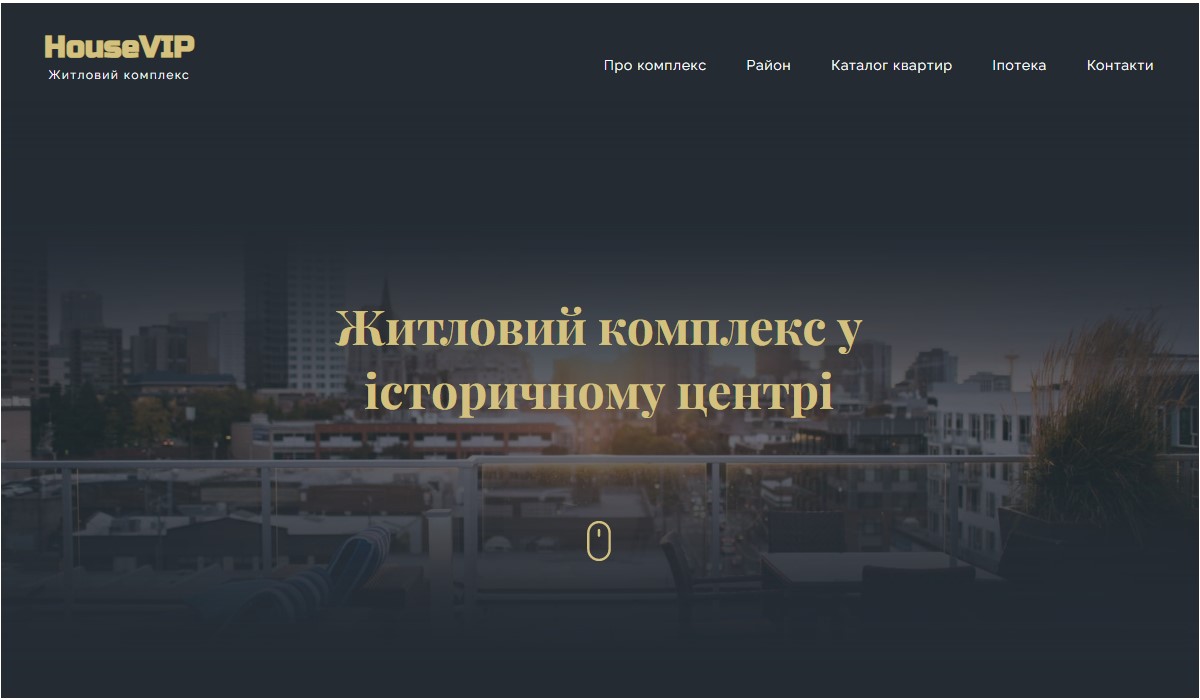 HouseVIP
Житловий комплекс
Про комплекс Район Каталог квартир Іпотека Контакти
Житловий комплекс у
історичному центрі